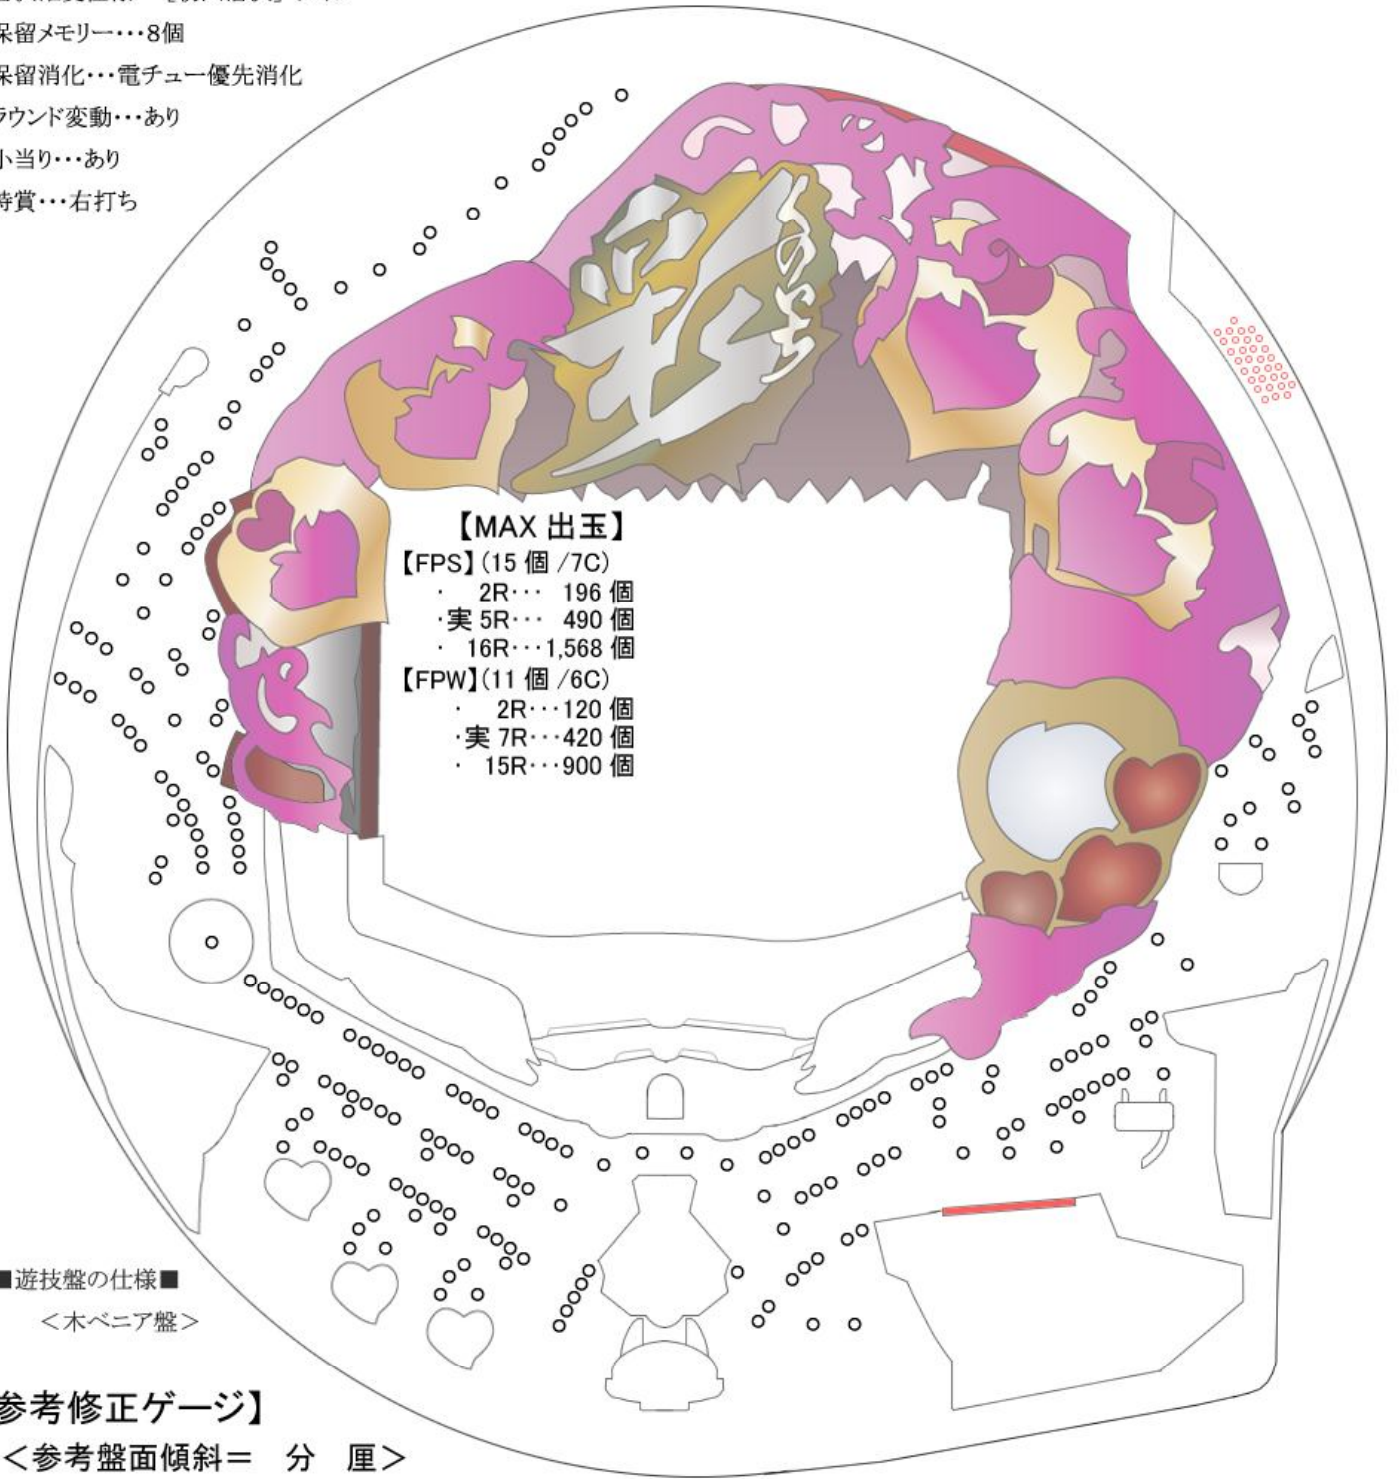 保留メモリー・・・8個
保留消化・・・電チュー優先消化
ラウンド変動・・・あり
小当り・・・あり
特賞・・・右打ち
いのち
【MAX 出玉】
【FPS】(15 個 /7C)
・ 2R・・・ 196 個
・実 5R・・・ 490 個
・ 16R・・・1,568 個
【FPW】(11 個 /6C)
・ 2R・・・120 個
・実 7R・・・420 個
・ 15R・・・900 個
■遊技盤の仕様■
＜木ベニア盤＞
参考修正ゲージ】
＜参考盤面傾斜＝ 分 厘＞